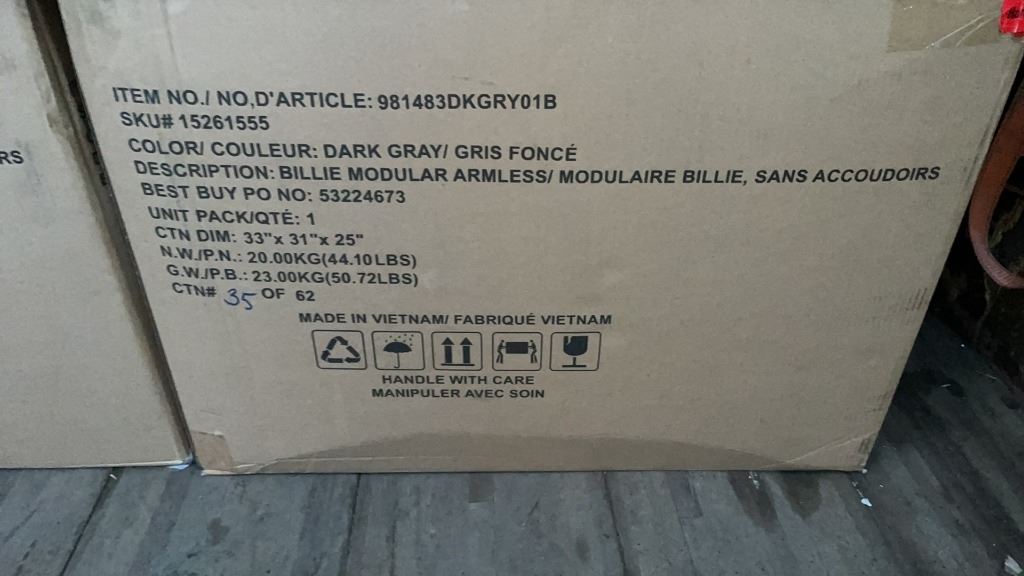 ITEM NO./ NO,D'ARTICLE: 981483DKGRY01B
SKU# 15261555
COLOR/ COULEUR: DARK GRAY/ GRIS FONCÉ
DESCRIPTION: BILLIE MODULAR ARMLESS/ MODULAIRE BILLIE, SANS ACCOUDOIRS
BEST BUY PO NO: 53224673
UNIT PACK/QTÉ: 1
CTN DIM: 33"x 31"x 25"
N.W./P.N.: 20.00KG(44.10LBS)
G.W./P.B.: 23.00KG(50.72LBS)
CTN# 35 OF 62
MADE IN VIETNAM/ FABRIQUÉ VIETNAM
HANDLE WITH CARE
MANIPULER AVEC SOIN
RS